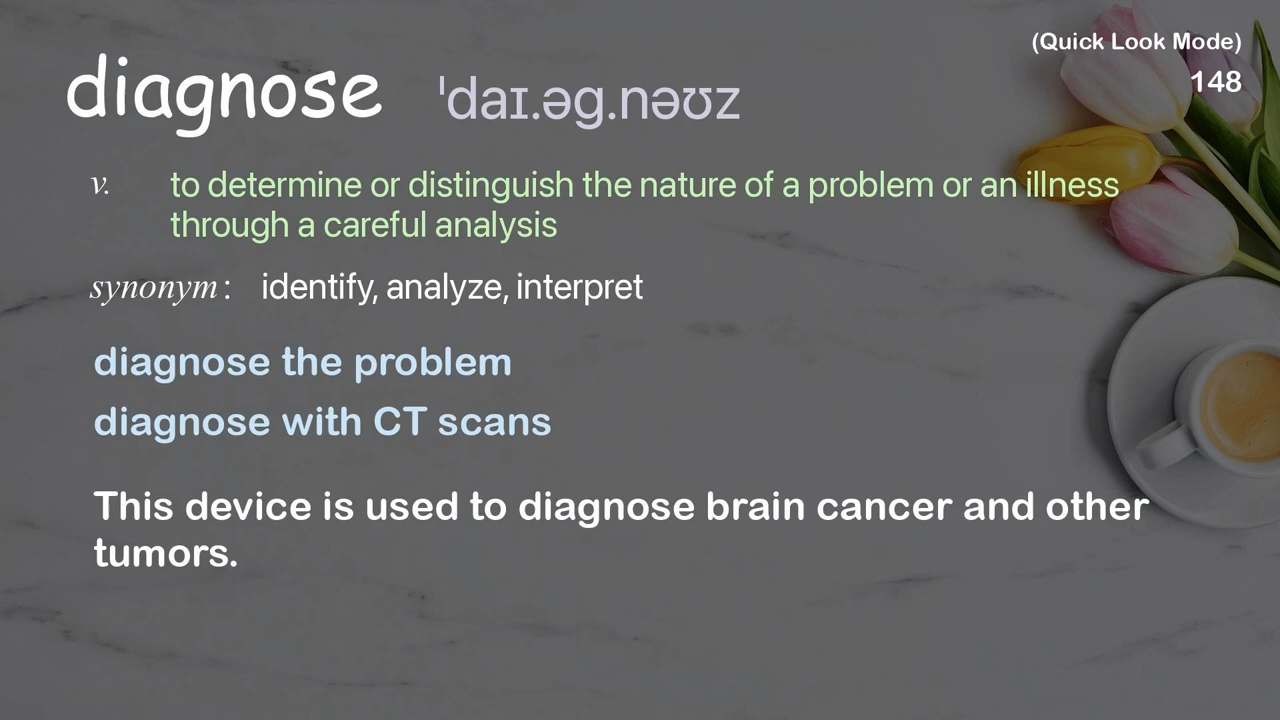 (Quick Look Mode)
148
diagnose ˈdaɪ.əg.nəʊz
v. to determine or distinguish the nature of a problem or an illness
through a careful analysis
synonym : identify, analyze, interpret
diagnose the problem
diagnose with CT scans
This device is used to diagnose brain cancer and other
tumors.